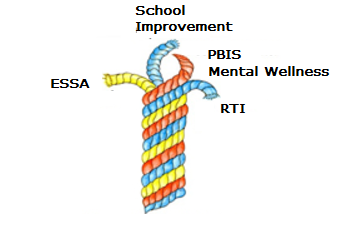 School
Improvement
PBIS
Mental Wellness
ESSA
RTI